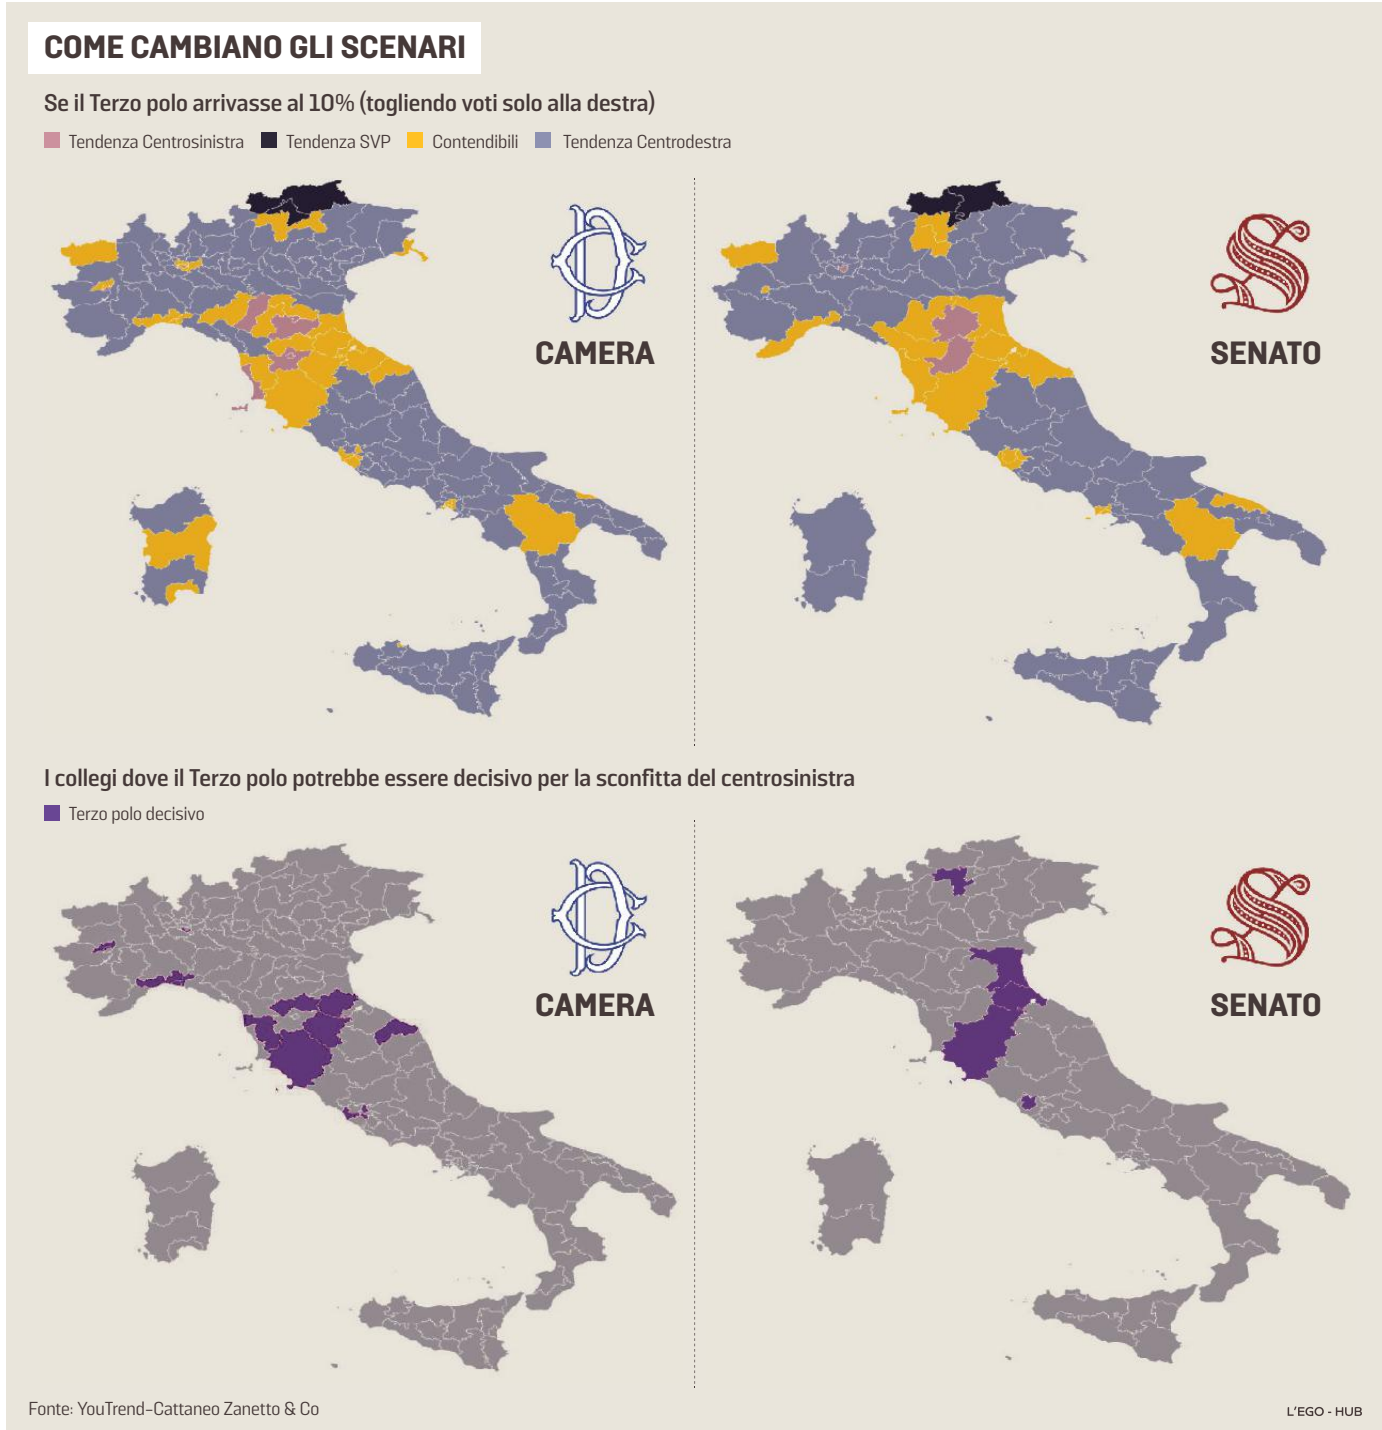 COME CAMBIANO GLI SCENARI
Se il Terzo polo arrivasse al 10% (togliendo voti solo alla destra)
Tendenza Centrosinistra Tendenza SVP Contendibili Tendenza Centrodestra
CAMERA
SENATO
I collegi dove il Terzo polo potrebbe essere decisivo per la sconfitta del centrosinistra
Terzo polo decisivo
CAMERA
SENATO
Fonte: YouTrend-Cattaneo Zanetto & Co
L'EGO - HUB